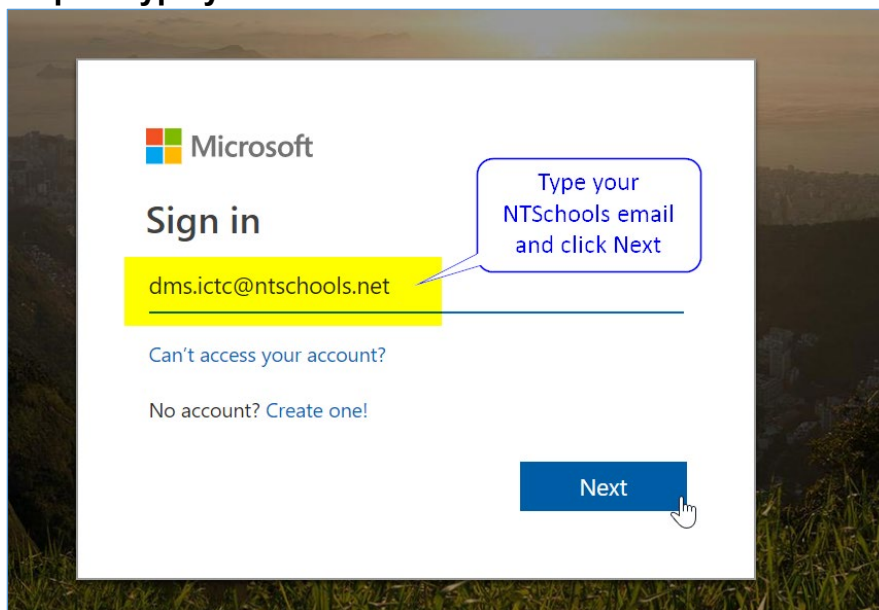 Microsoft
Sign in
Type your
NTSchools email
and click Next
dms.ictc@ntschools.net
Can't access your account?
No account? Create one!
Next